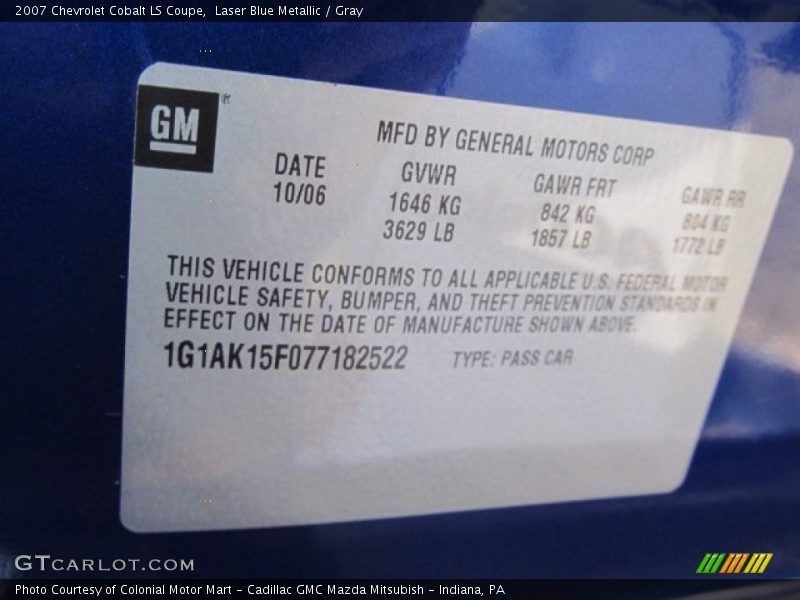 2007 Chevrolet Cobalt LS Coupe, Laser Blue Metallic / Gray
GM®
MFD BY GENERAL MOTORS CORP
DATE GVWR GAWR FRT GAWR RR
10/06 1646 KG 842 KG 804 KG
3629 LB 1857 LB 1772 LB
THIS VEHICLE CONFORMS TO ALL APPLICABLE U.S. FEDERAL MOTOR
VEHICLE SAFETY, BUMPER, AND THEFT PREVENTION STANDARDS IN
EFFECT ON THE DATE OF MANUFACTURE SHOWN ABOVE.
1G1AK15F077182522 TYPE: PASS CAR
GTCARLOT.COM
Photo Courtesy of Colonial Motor Mart - Cadillac GMC Mazda Mitsubish - Indiana, PA